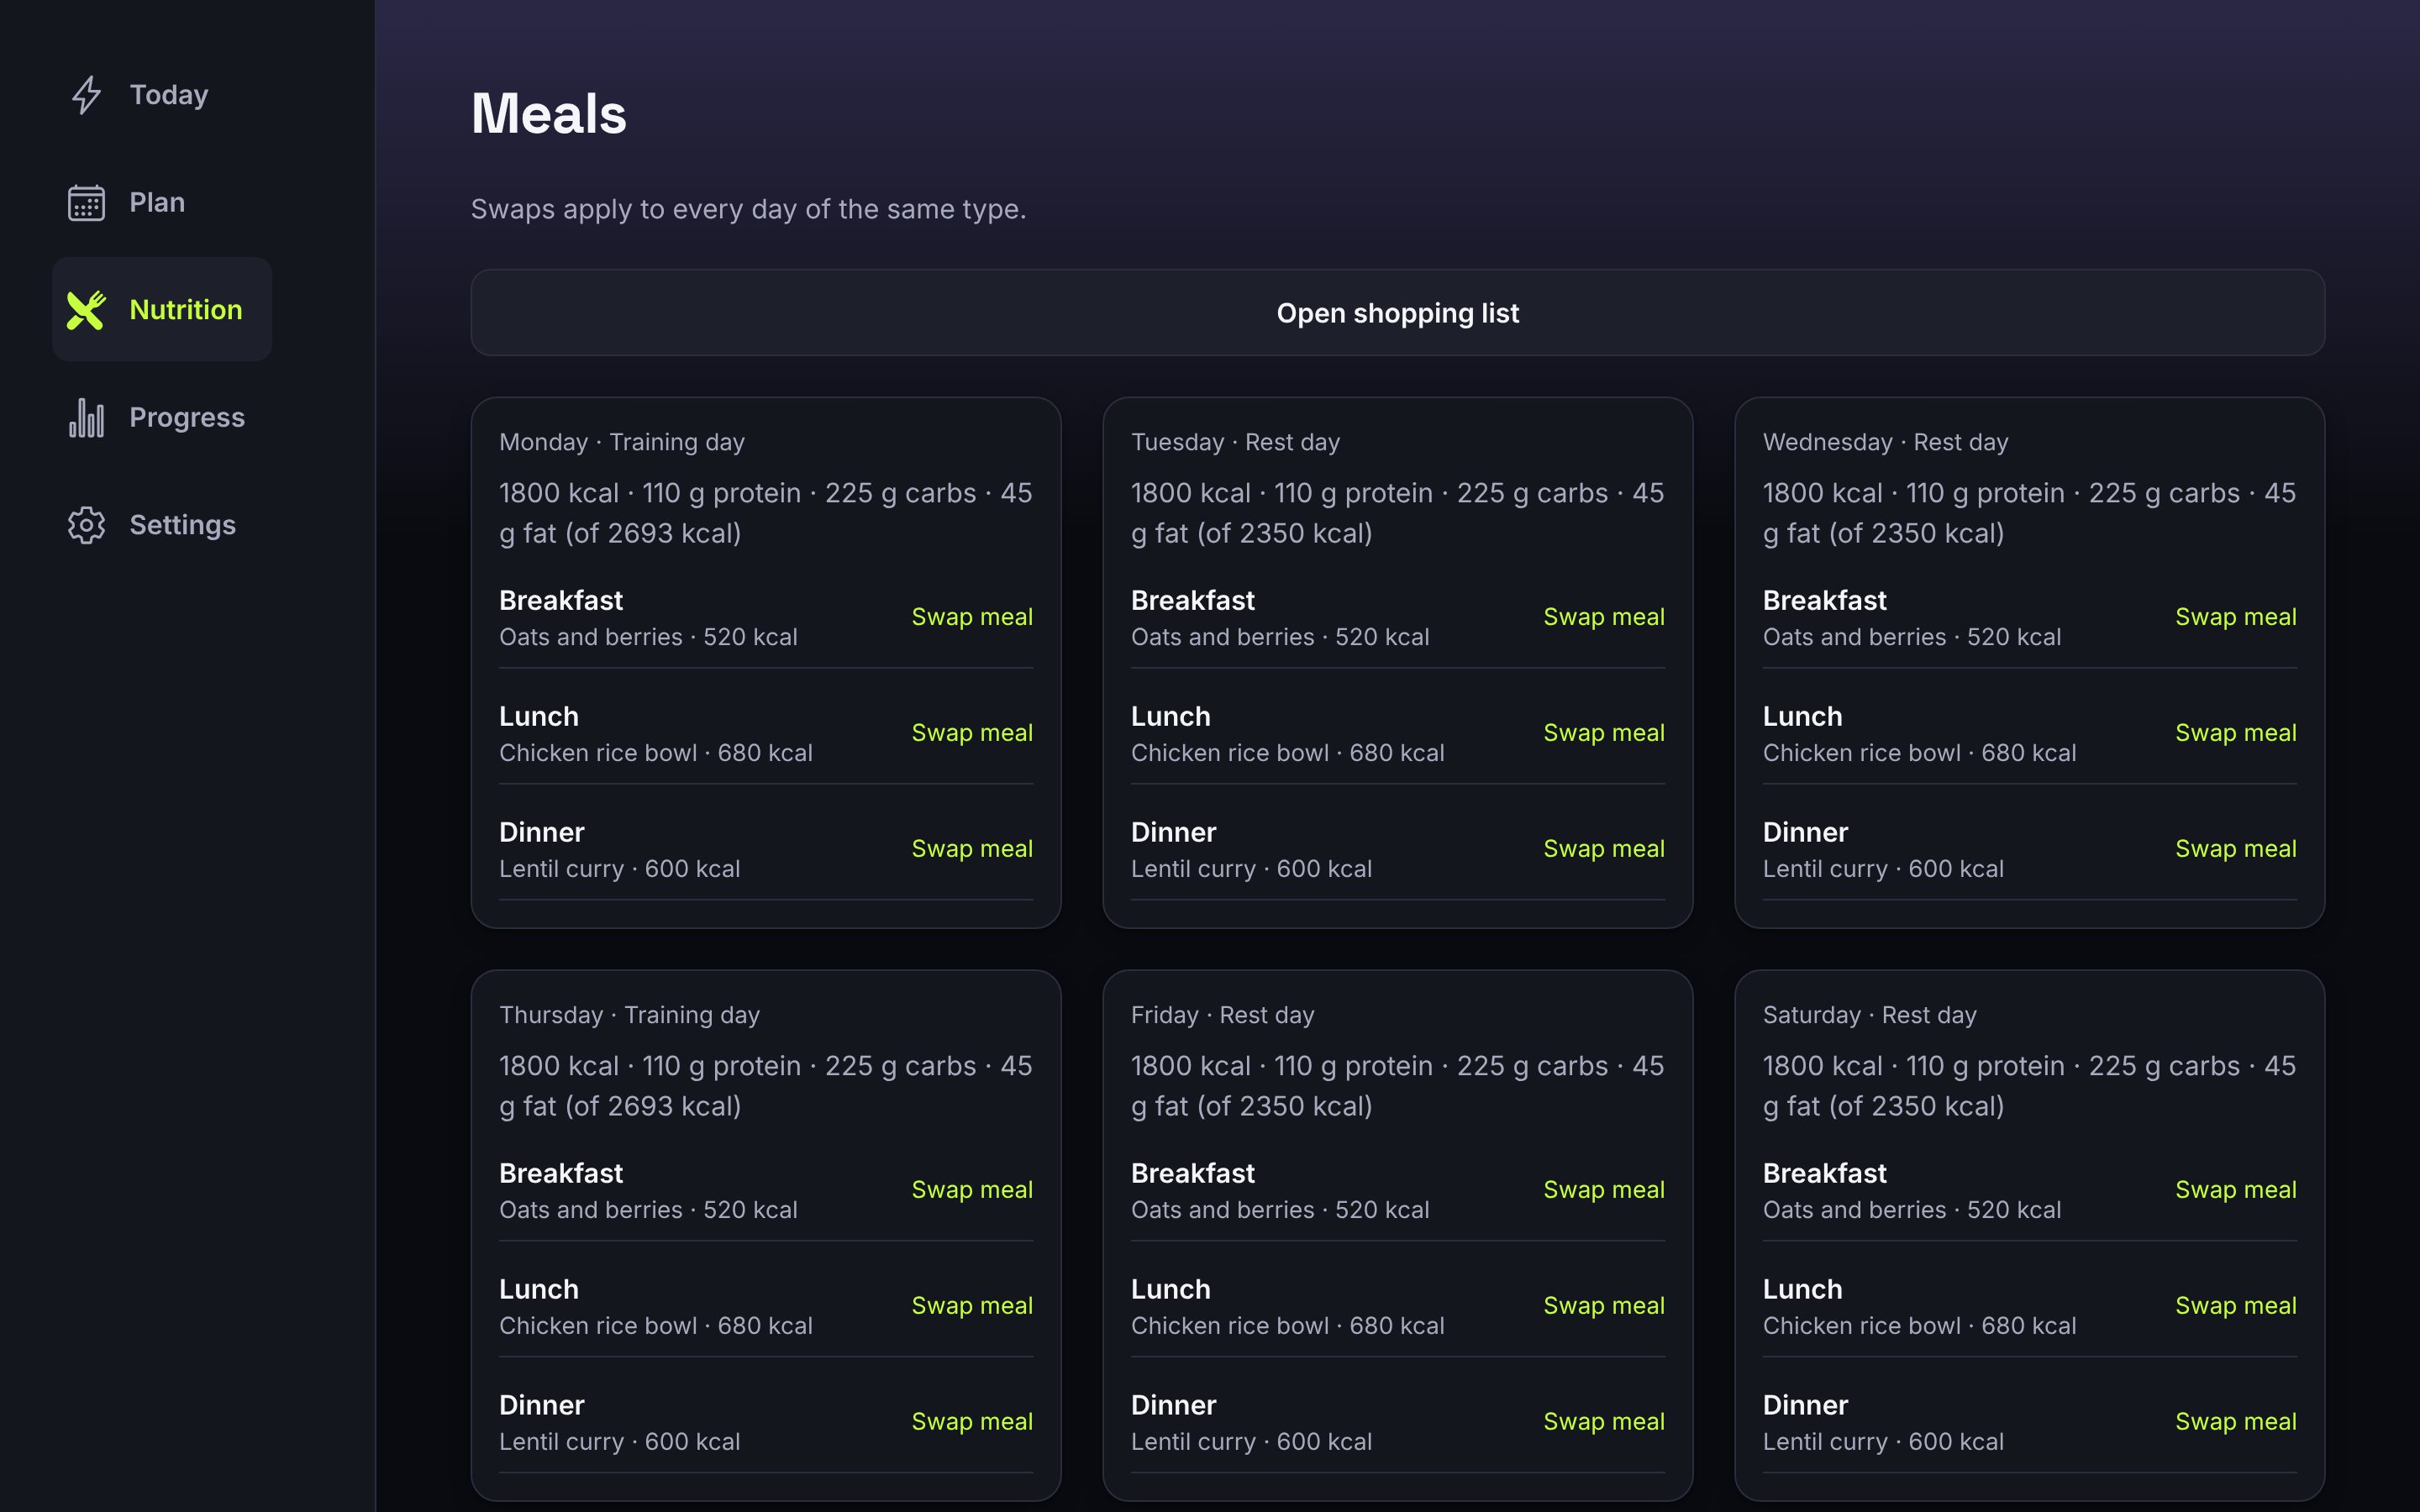 Today
Plan
Nutrition
Progress
Settings
Meals
Swaps apply to every day of the same type.
Open shopping list
Monday · Training day
1800 kcal · 110 g protein · 225 g carbs · 45
g fat (of 2693 kcal)
Breakfast
Oats and berries · 520 kcal
Swap meal
Lunch
Chicken rice bowl · 680 kcal
Swap meal
Dinner
Lentil curry · 600 kcal
Swap meal
Tuesday · Rest day
1800 kcal · 110 g protein · 225 g carbs · 45
g fat (of 2350 kcal)
Breakfast
Oats and berries · 520 kcal
Swap meal
Lunch
Chicken rice bowl · 680 kcal
Swap meal
Dinner
Lentil curry · 600 kcal
Swap meal
Wednesday · Rest day
1800 kcal · 110 g protein · 225 g carbs · 45
g fat (of 2350 kcal)
Breakfast
Oats and berries · 520 kcal
Swap meal
Lunch
Chicken rice bowl · 680 kcal
Swap meal
Dinner
Lentil curry · 600 kcal
Swap meal
Thursday · Training day
1800 kcal · 110 g protein · 225 g carbs · 45
g fat (of 2693 kcal)
Breakfast
Oats and berries · 520 kcal
Swap meal
Lunch
Chicken rice bowl · 680 kcal
Swap meal
Dinner
Lentil curry · 600 kcal
Swap meal
Friday · Rest day
1800 kcal · 110 g protein · 225 g carbs · 45
g fat (of 2350 kcal)
Breakfast
Oats and berries · 520 kcal
Swap meal
Lunch
Chicken rice bowl · 680 kcal
Swap meal
Dinner
Lentil curry · 600 kcal
Swap meal
Saturday · Rest day
1800 kcal · 110 g protein · 225 g carbs · 45
g fat (of 2350 kcal)
Breakfast
Oats and berries · 520 kcal
Swap meal
Lunch
Chicken rice bowl · 680 kcal
Swap meal
Dinner
Lentil curry · 600 kcal
Swap meal